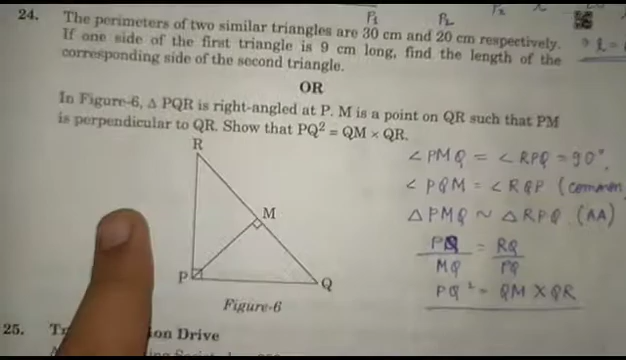 P₁ P₂
24. The perimeters of two similar triangles are 30 cm and 20 cm respectively.
If one side of the first triangle is 9 cm long, find the length of the
corresponding side of the second triangle.
OR
In Figure-6, Δ PQR is right-angled at P. M is a point on QR such that PM
is perpendicular to QR. Show that PQ² = QM × QR.
R
M
P
Q
Figure-6
∠PMQ = ∠RPQ = 90°.
∠PQM = ∠RQP (common
ΔPMQ ~ ΔRPQ. (AA)
PQ = RQ
MQ PQ
PQ² = QM × QR
25.
ion Drive